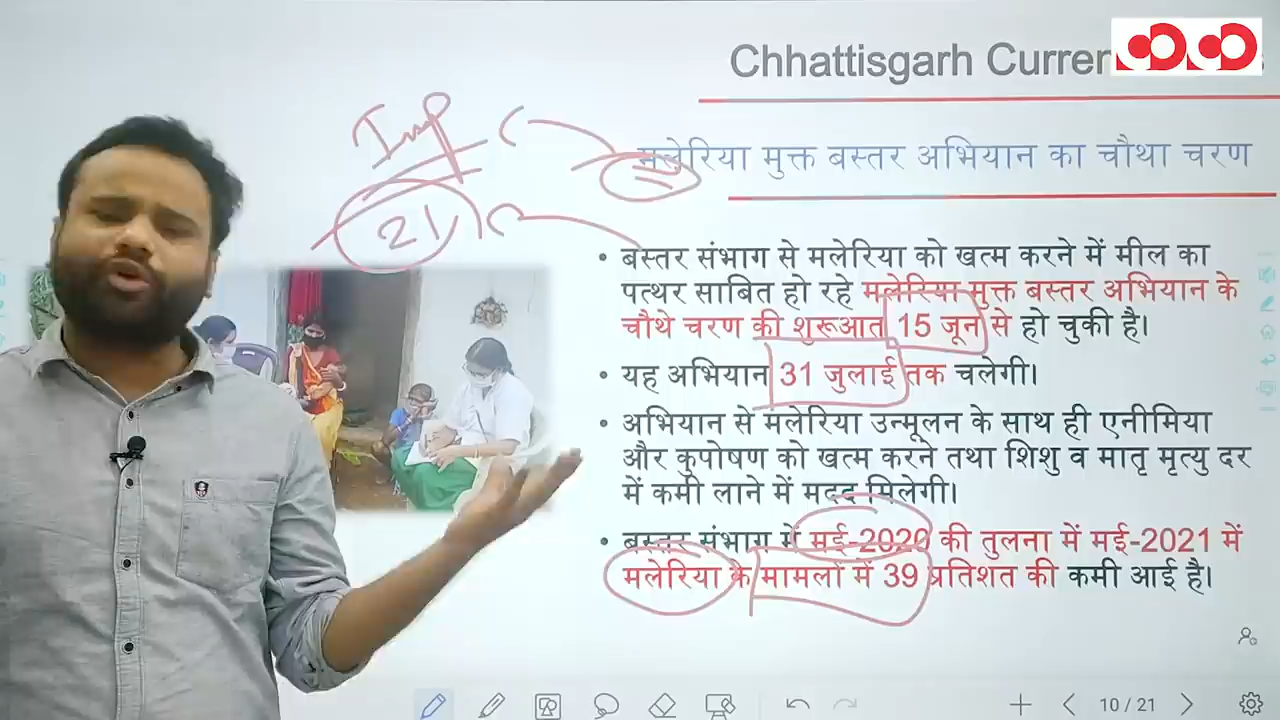 Chhattisgarh Curren
Imp
मलेरिया मुक्त बस्तर अभियान का चौथा चरण
21
• बस्तर संभाग से मलेरिया को खत्म करने में मील का
पत्थर साबित हो रहे मलेरिया मुक्त बस्तर अभियान के
चौथे चरण की शुरूआत 15 जून से हो चुकी है।
• यह अभियान 31 जुलाई तक चलेगी।
• अभियान से मलेरिया उन्मूलन के साथ ही एनीमिया
और कुपोषण को खत्म करने तथा शिशु व मातृ मृत्यु दर
में कमी लाने में मदद मिलेगी।
• बस्तर संभाग में मई-2020 की तुलना में मई-2021 में
मलेरिया के मामलों में 39 प्रतिशत की कमी आई है।
10 / 21